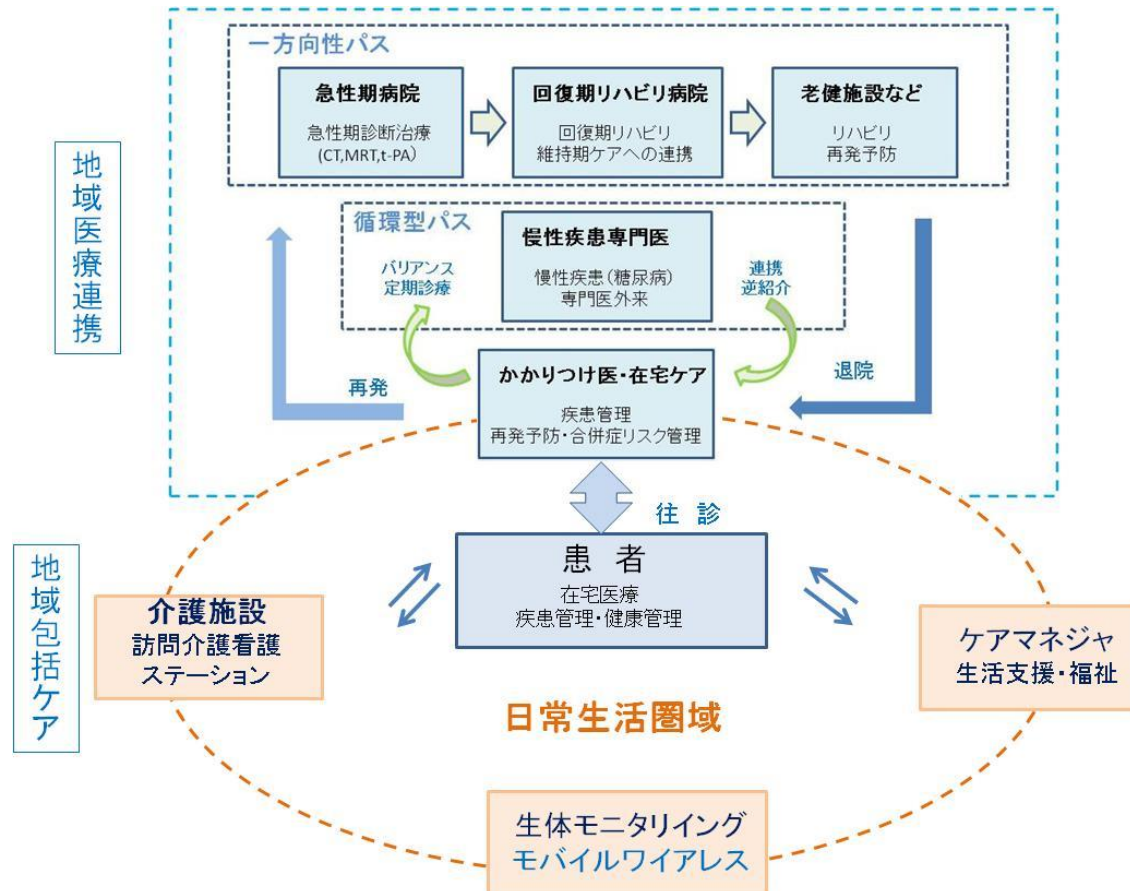 一方向性パス
急性期病院
急性期診断治療
(CT,MRT,t-PA)
回復期リハビリ病院
回復期リハビリ
維持期ケアへの連携
老健施設など
リハビリ
再発予防
地域医療連携
循環型パス
バリアンス
定期診療
慢性疾患専門医
慢性疾患(糖尿病)
専門医外来
連携
逆紹介
再発
かかりつけ医・在宅ケア
疾患管理
再発予防・合併症リスク管理
退院
往 診
地域包括ケア
患 者
在宅医療
疾患管理・健康管理
介護施設
訪問介護看護
ステーション
ケアマネジャ
生活支援・福祉
日常生活圏域
生体モニタリイング
モバイルワイアレス